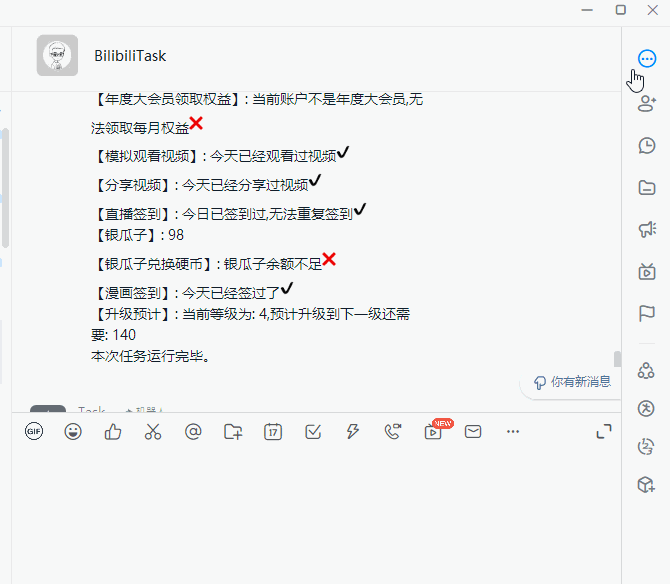 BilibiliTask
【年度大会员领取权益】: 当前账户不是年度大会员,无
法领取每月权益❌
【模拟观看视频】: 今天已经观看过视频✔
【分享视频】: 今天已经分享过视频✔
【直播签到】: 今日已签到过,无法重复签到✔
【银瓜子】: 98
【银瓜子兑换硬币】: 银瓜子余额不足❌
【漫画签到】: 今天已经签过了✔
【升级预计】: 当前等级为: 4,预计升级到下一级还需
要: 140
本次任务运行完毕。
你有新消息
Task 机器人
GIF
17
NEW